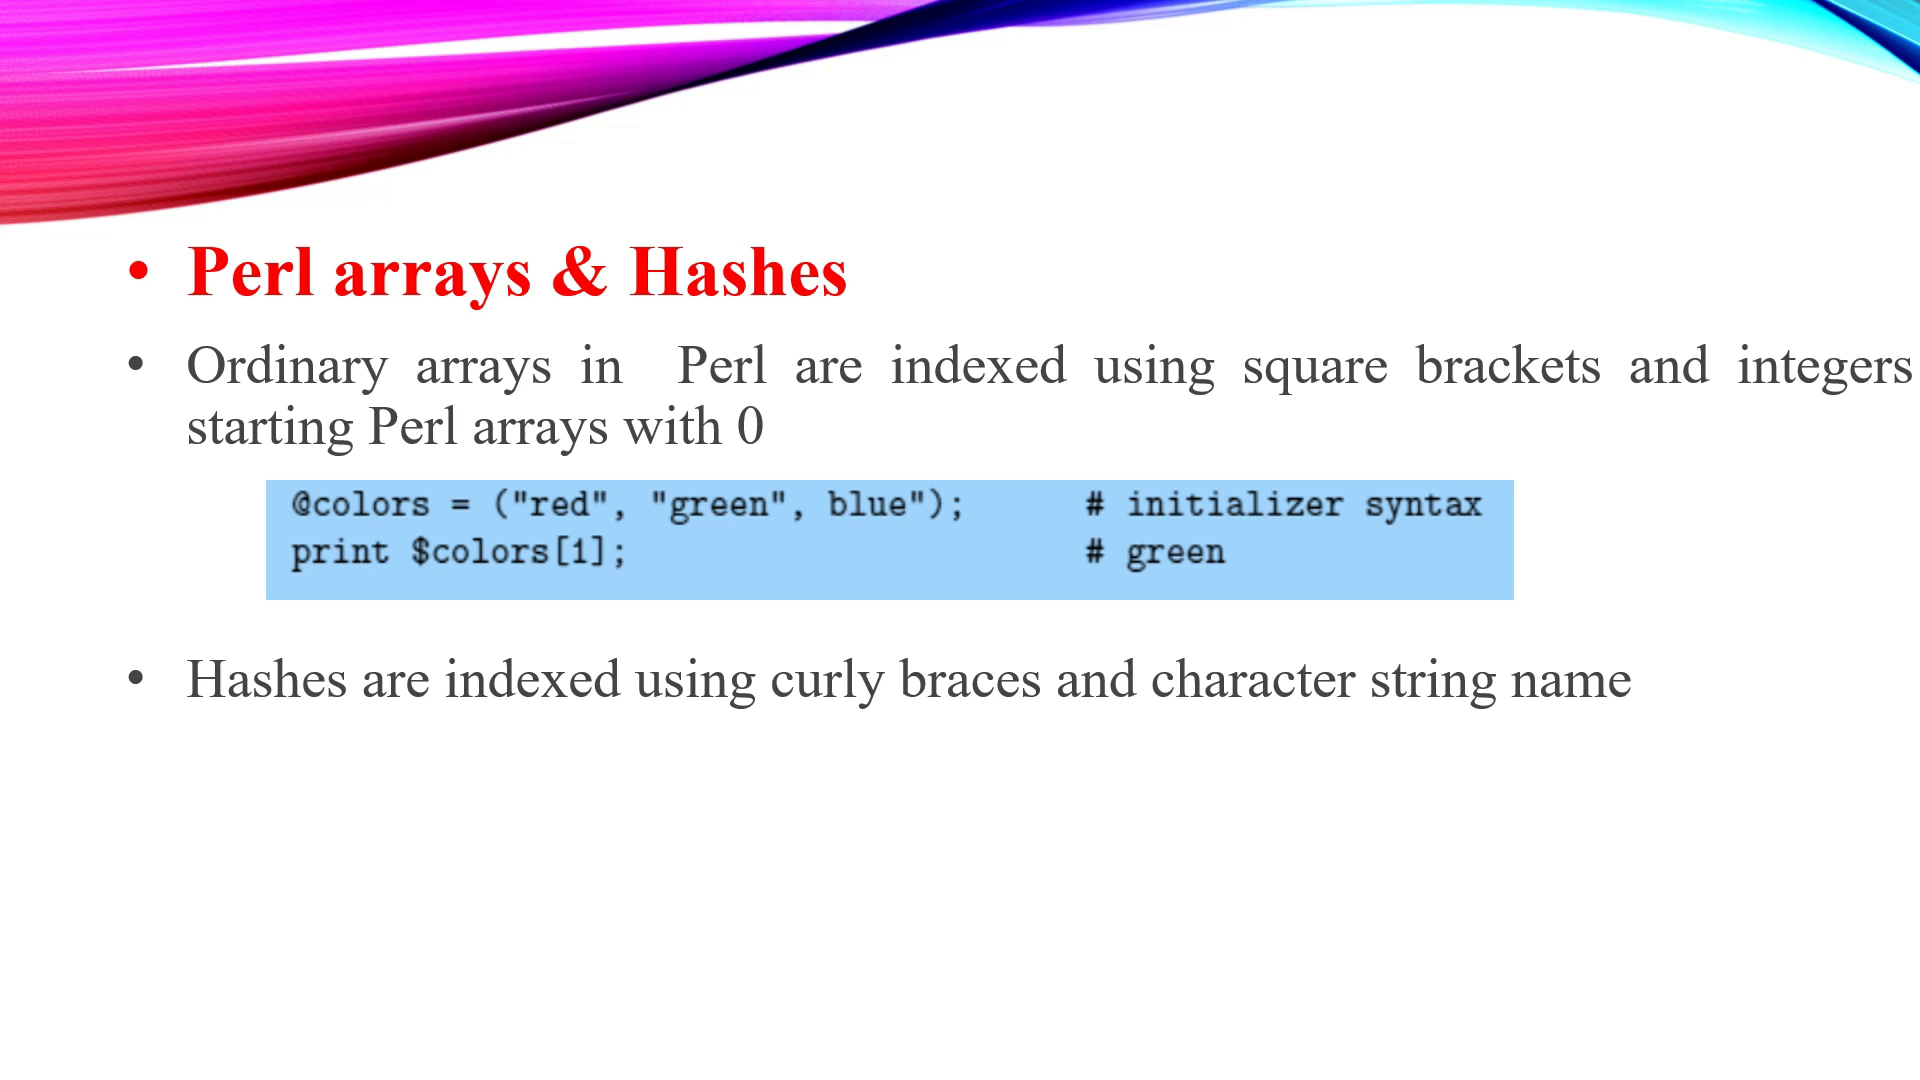 • Perl arrays & Hashes
• Ordinary arrays in Perl are indexed using square brackets and integers
starting Perl arrays with 0
@colors = ("red", "green", blue"); # initializer syntax
print $colors[1]; # green
• Hashes are indexed using curly braces and character string name